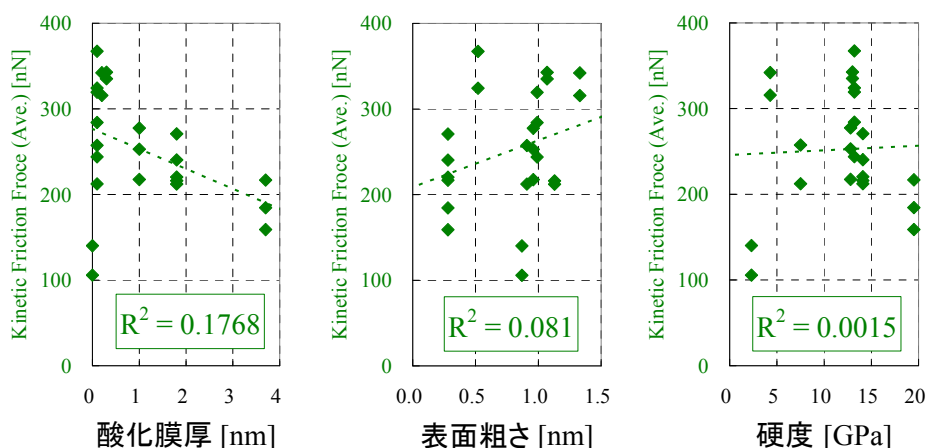 Kinetic Friction Froce (Ave.) [nN]
400
300
200
100
0
R² = 0.1768
0 1 2 3 4
酸化膜厚 [nm]
Kinetic Friction Froce (Ave.) [nN]
400
300
200
100
0
R² = 0.081
0.0 0.5 1.0 1.5
表面粗さ [nm]
Kinetic Friction Froce (Ave.) [nN]
400
300
200
100
0
R² = 0.0015
0 5 10 15 20
硬度 [GPa]